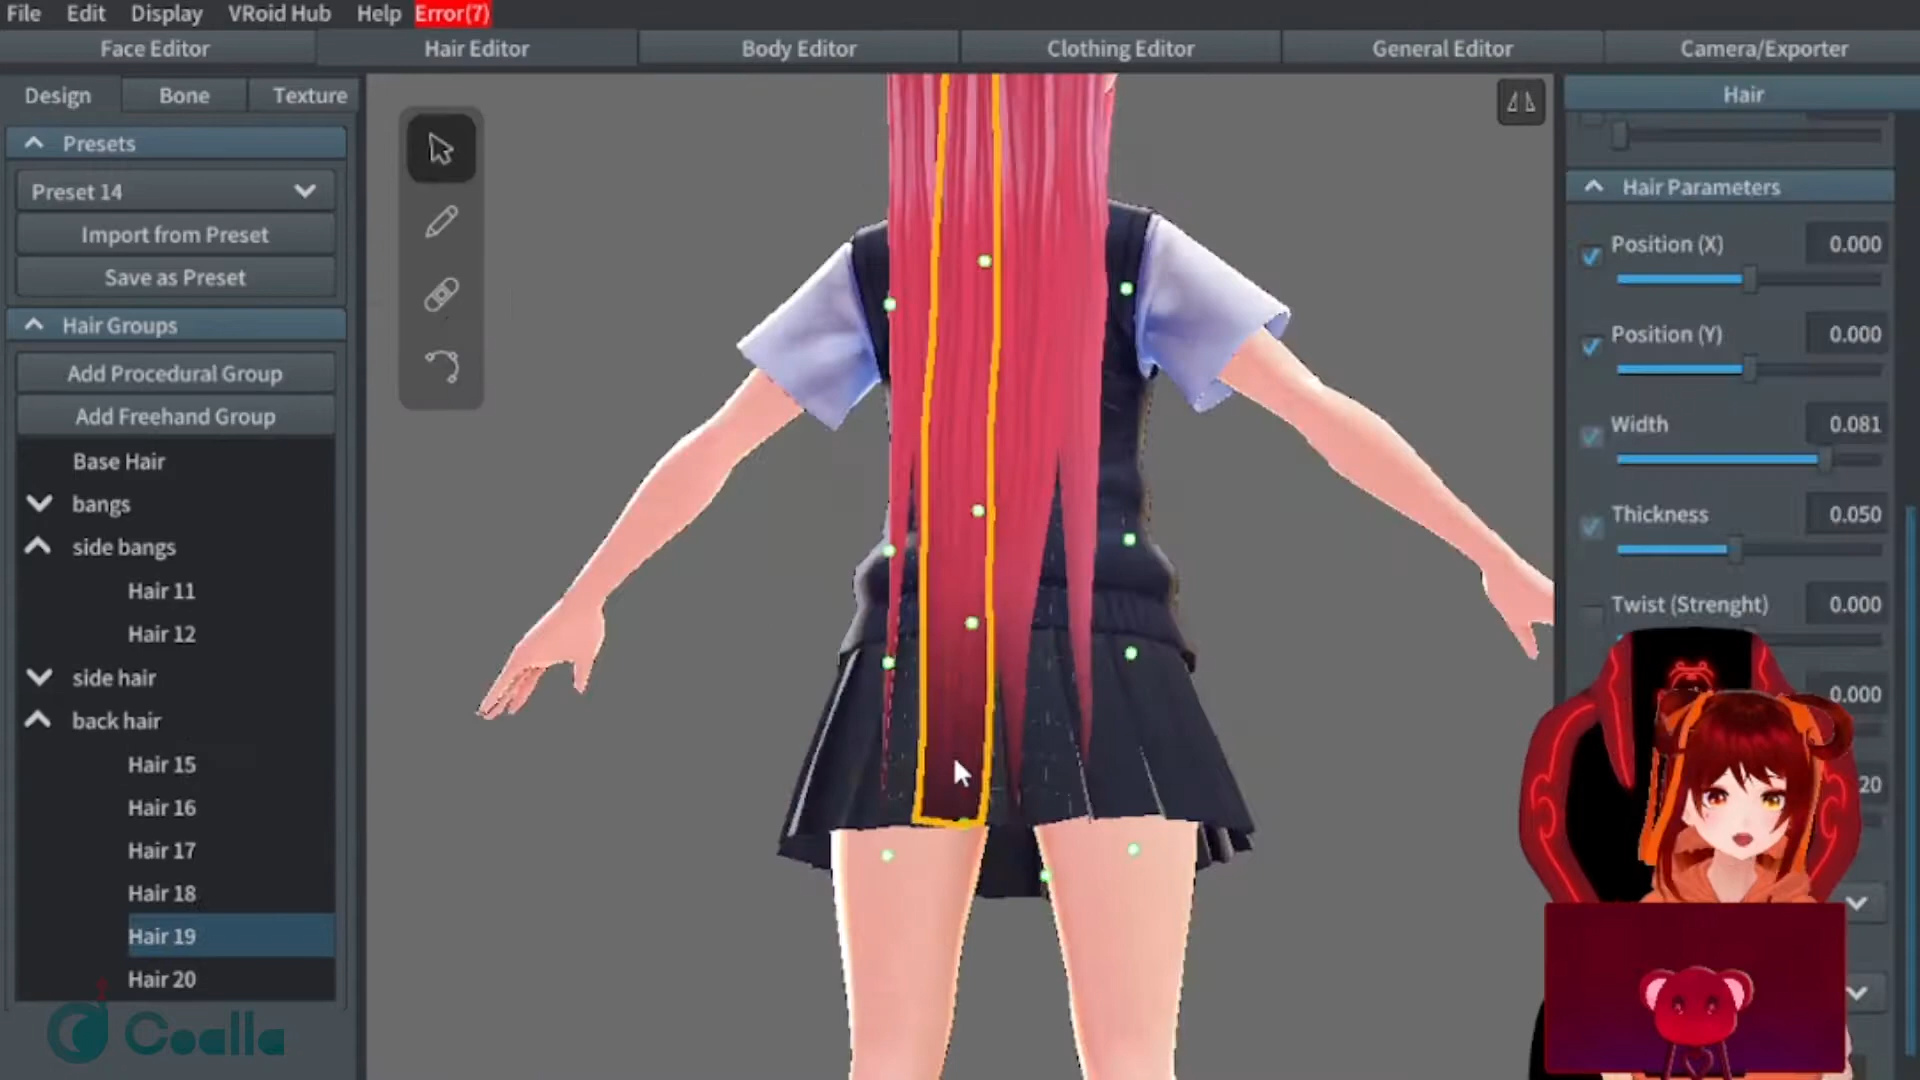 File Edit Display VRoid Hub Help Error(7)
Face Editor Hair Editor Body Editor Clothing Editor General Editor Camera/Exporter
Design Bone Texture
Presets
Preset 14
Import from Preset
Save as Preset
Hair Groups
Add Procedural Group
Add Freehand Group
Base Hair
bangs
side bangs
Hair 11
Hair 12
side hair
back hair
Hair 15
Hair 16
Hair 17
Hair 18
Hair 19
Hair 20
Coalla
Hair
Hair Parameters
Position (X) 0.000
Position (Y) 0.000
Width 0.081
Thickness 0.050
Twist (Strenght) 0.000
0.000
20